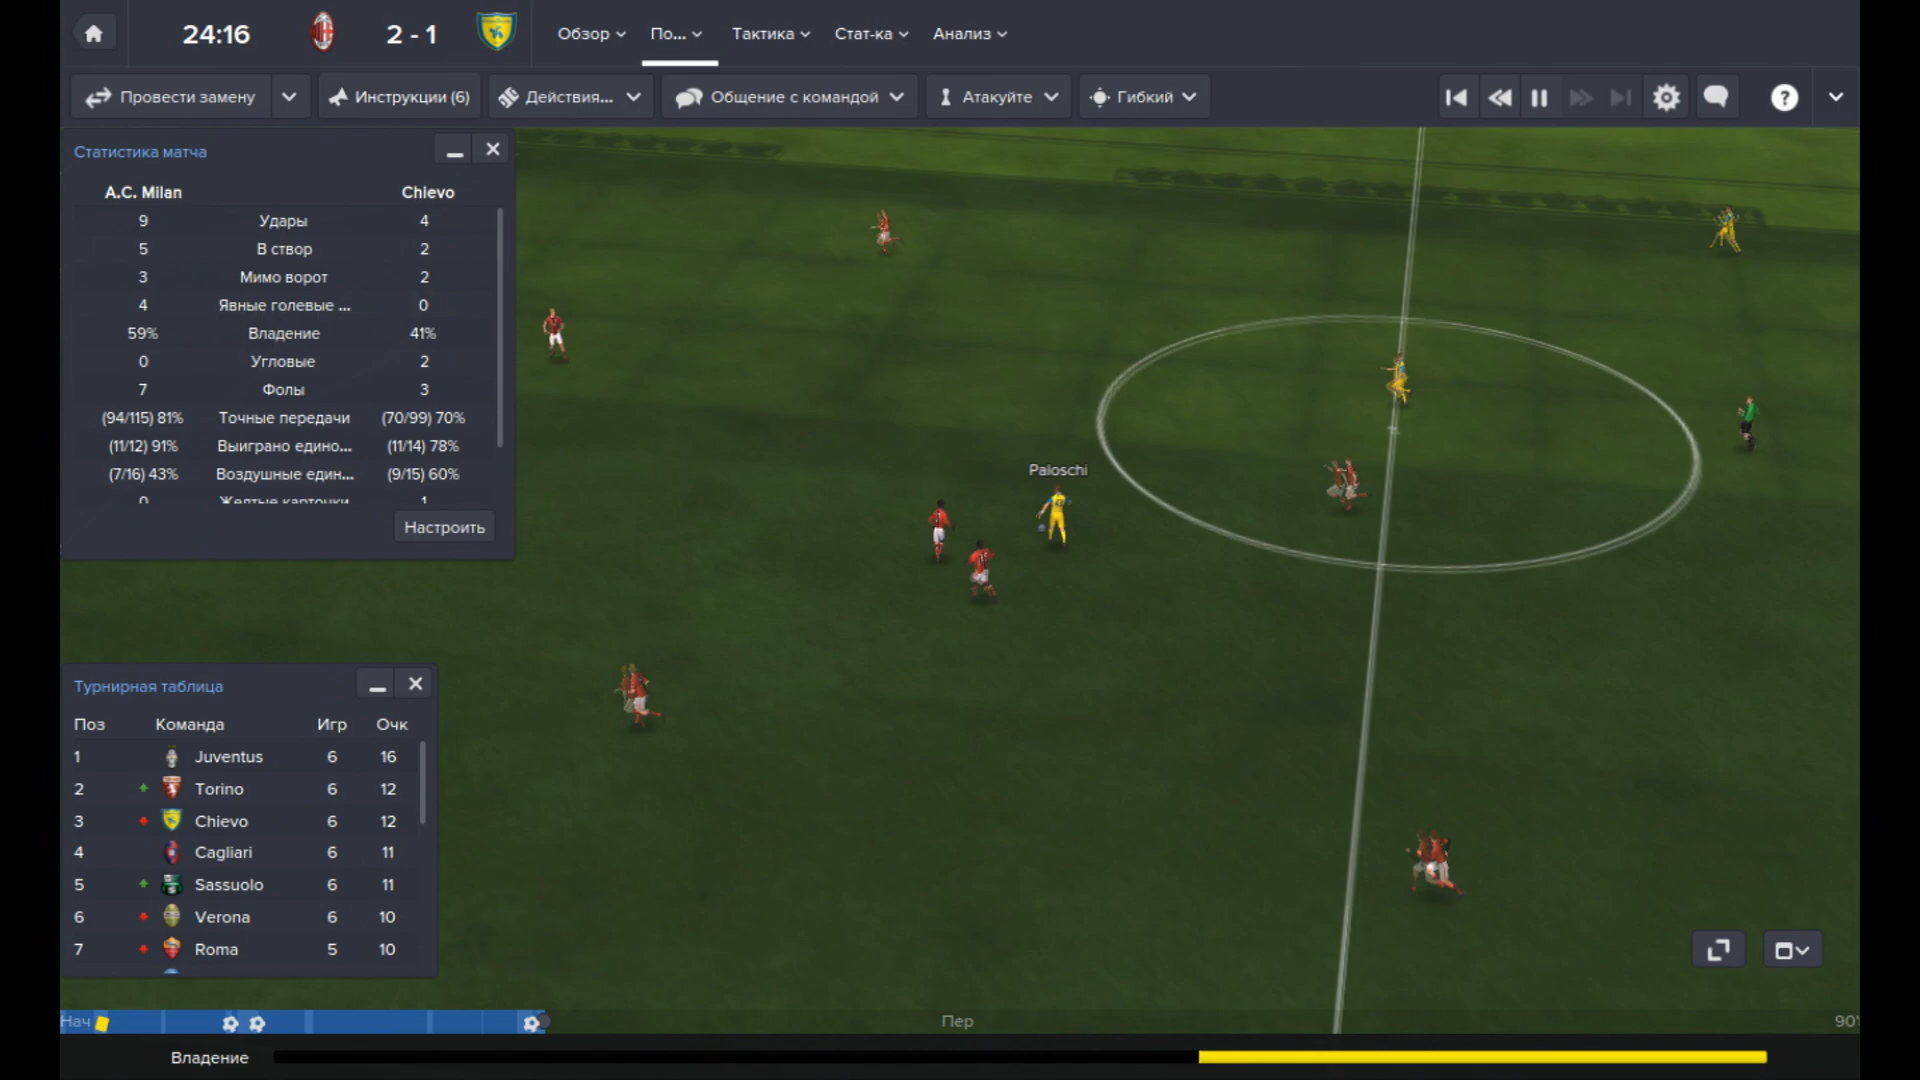 24:16 2 - 1 Обзор По... Тактика Стат-ка Анализ
Провести замену Инструкции (6) Действия... Общение с командой Атакуйте Гибкий ?
Статистика матча
A.C. Milan Chievo
9 Удары 4
5 В створ 2
3 Мимо ворот 2
4 Явные голевые ... 0
59% Владение 41%
0 Угловые 2
7 Фолы 3
(94/115) 81% Точные передачи (70/99) 70%
(11/12) 91% Выиграно едино... (11/14) 78%
(7/16) 43% Воздушные един... (9/15) 60%
0 Желтые карточки 1
Настроить
Paloschi
Турнирная таблица
Поз Команда Игр Очк
1 Juventus 6 16
2 Torino 6 12
3 Chievo 6 12
4 Cagliari 6 11
5 Sassuolo 6 11
6 Verona 6 10
7 Roma 5 10
Нач Пер 90'
Владение